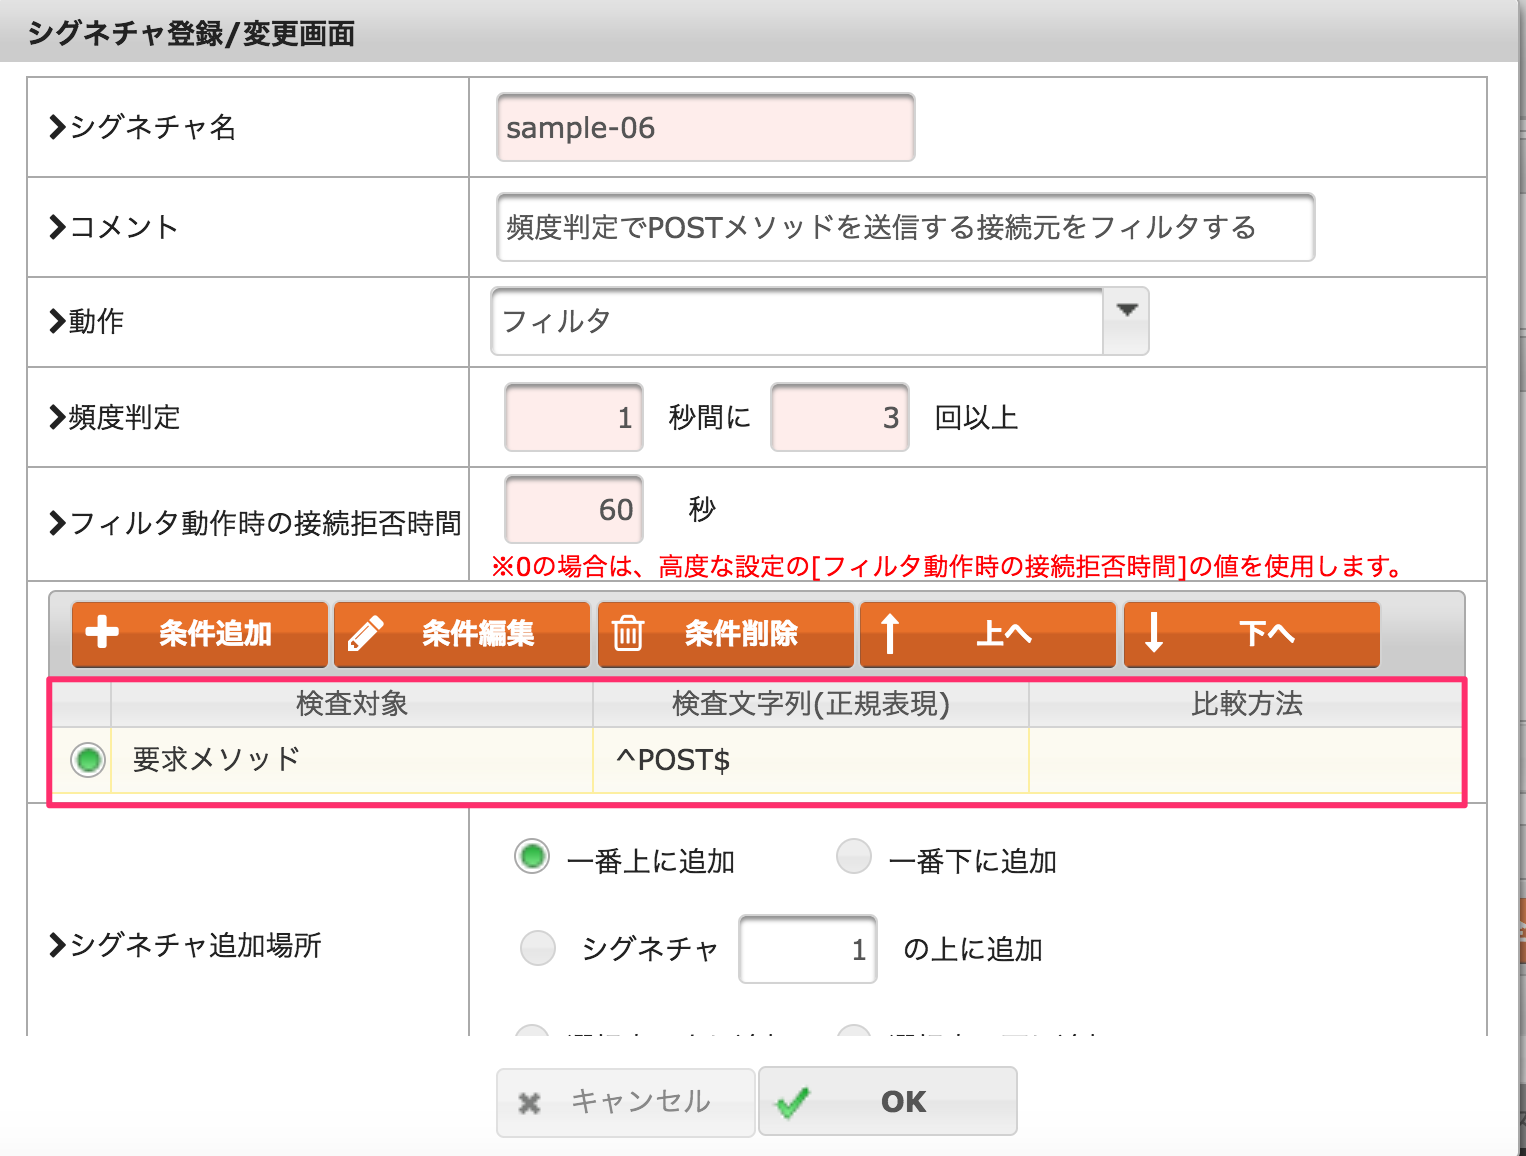 シグネチャ登録/変更画面
シグネチャ名
sample-06
コメント
頻度判定でPOSTメソッドを送信する接続元をフィルタする
動作
フィルタ
頻度判定
1 秒間に 3 回以上
フィルタ動作時の接続拒否時間
60 秒
※0の場合は、高度な設定の[フィルタ動作時の接続拒否時間]の値を使用します。
条件追加 条件編集 条件削除 上へ 下へ
検査対象 検査文字列(正規表現) 比較方法
要求メソッド ^POST$
シグネチャ追加場所
一番上に追加 一番下に追加
シグネチャ 1 の上に追加
キャンセル OK